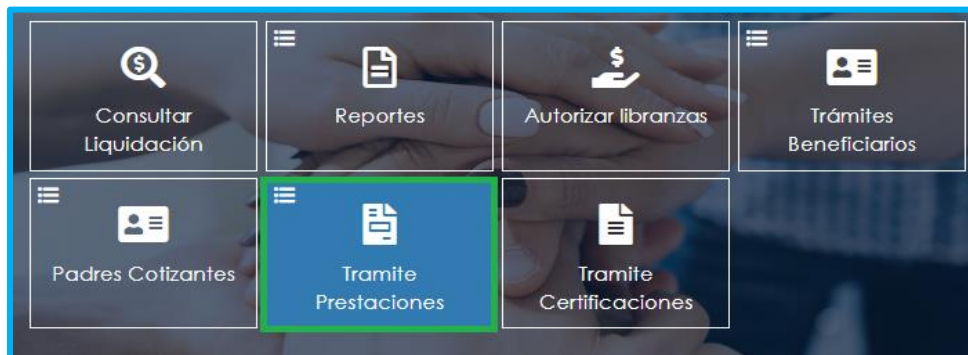 Consultar
Liquidación
Reportes
Autorizar libranzas
Trámites
Beneficiarios
Padres Cotizantes
Tramite
Prestaciones
Tramite
Certificaciones